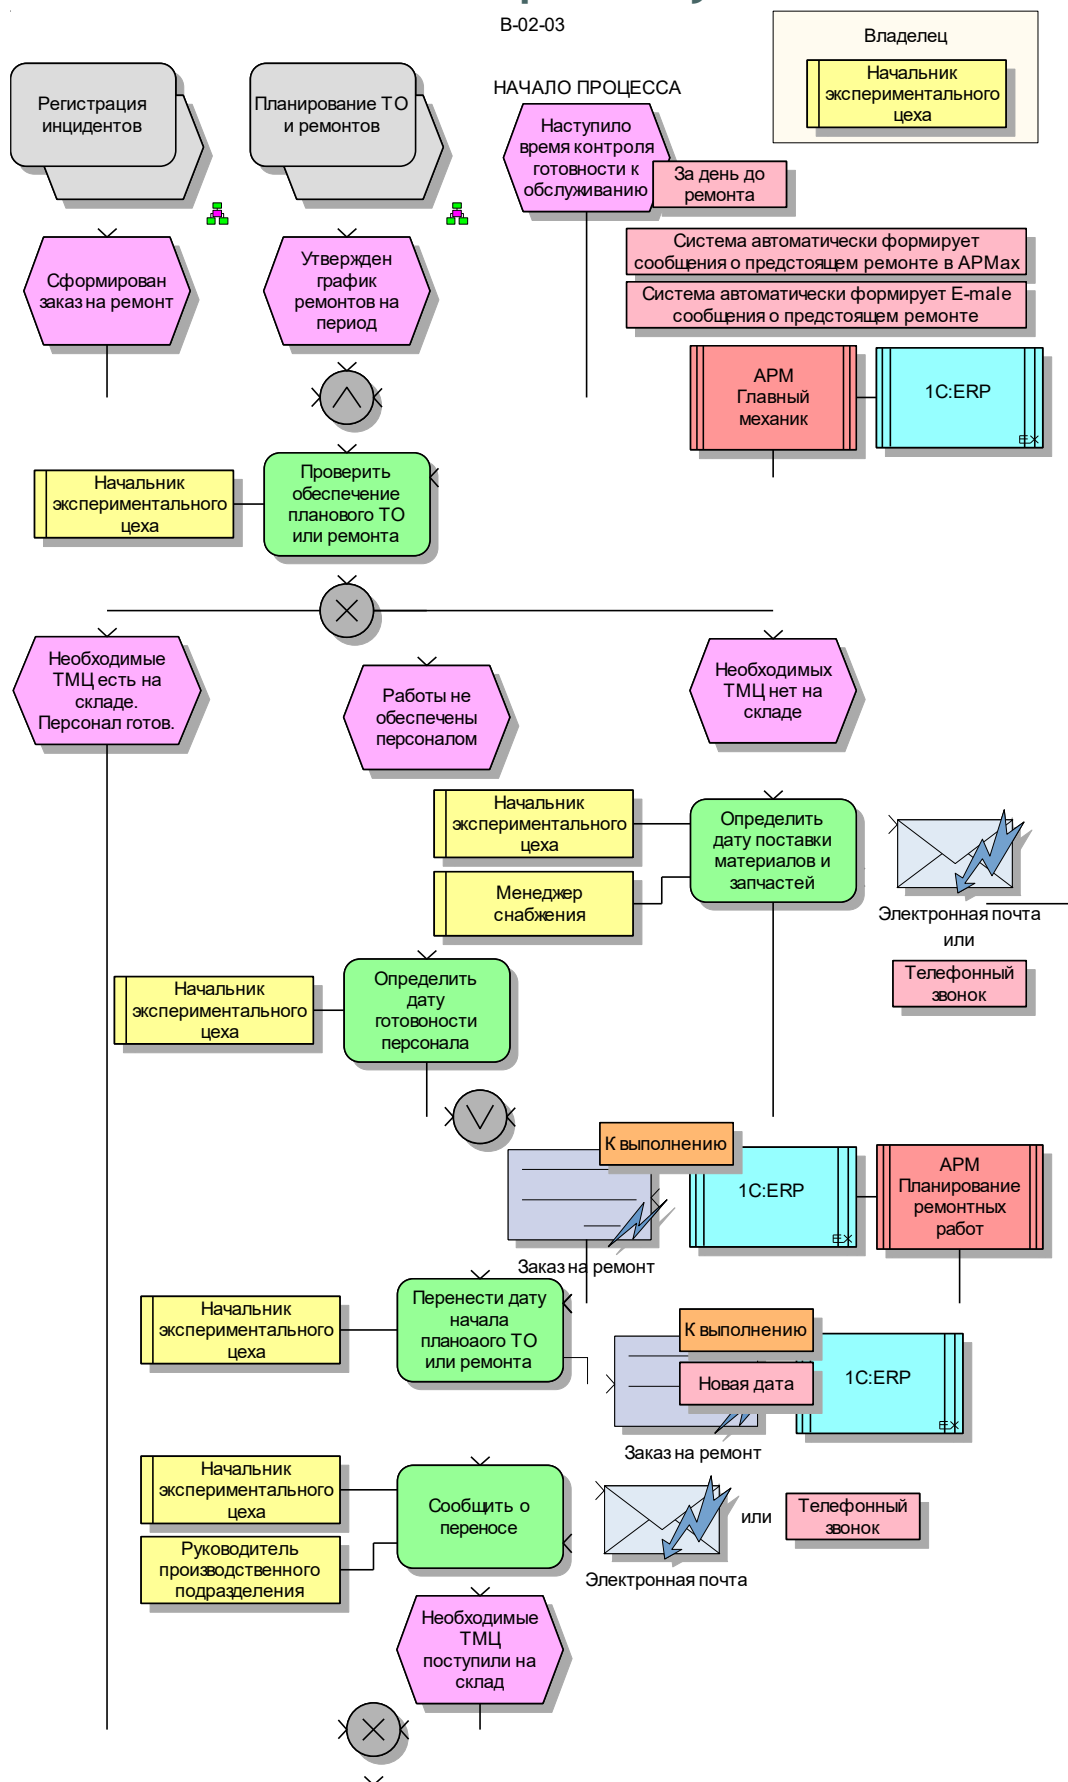 В-02-03
Владелец
Начальник
экспериментального
цеха
Регистрация
инцидентов
Планирование ТО
и ремонтов
НАЧАЛО ПРОЦЕССА
Наступило
время контроля
готовности к
обслуживанию
За день до
ремонта
Сформирован
заказ на ремонт
Утвержден
график
ремонтов на
период
Система автоматически формирует
сообщения о предстоящем ремонте в АРМах
Система автоматически формирует E-male
сообщения о предстоящем ремонте
АРМ
Главный
механик
1С:ERP
EX
Начальник
экспериментального
цеха
Проверить
обеспечение
планового ТО
или ремонта
Необходимые
ТМЦ есть на
складе.
Персонал готов.
Работы не
обеспечены
персоналом
Необходимых
ТМЦ нет на
складе
Начальник
экспериментального
цеха
Менеджер
снабжения
Определить
дату поставки
материалов и
запчастей
Электронная почта
или
Телефонный
звонок
Начальник
экспериментального
цеха
Определить
дату
готовоности
персонала
К выполнению
Заказ на ремонт
1С:ERP
EX
АРМ
Планирование
ремонтных
работ
Начальник
экспериментального
цеха
Перенести дату
начала
планоаого ТО
или ремонта
К выполнению
Новая дата
Заказ на ремонт
1С:ERP
EX
Начальник
экспериментального
цеха
Руководитель
производственного
подразделения
Сообщить о
переносе
Электронная почта
или
Телефонный
звонок
Необходимые
ТМЦ
поступили на
склад